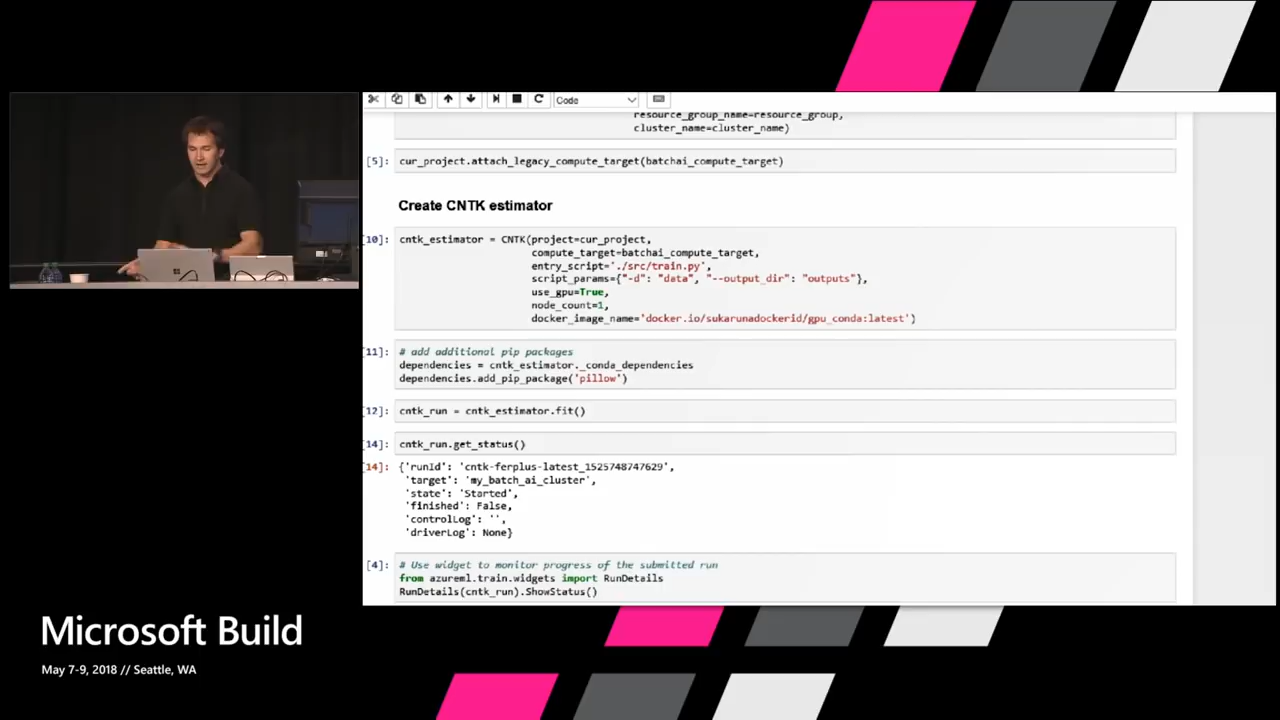 Code
resource_group_name=resource_group,
cluster_name=cluster_name)
[5]:
cur_project.attach_legacy_compute_target(batchai_compute_target)
Create CNTK estimator
[10]:
cntk_estimator = CNTK(project=cur_project,
compute_target=batchai_compute_target,
entry_script='./src/train.py',
script_params={"-d": "data", "--output_dir": "outputs"},
use_gpu=True,
node_count=1,
docker_image_name='docker.io/sukarunadockerid/gpu_conda:latest')
[11]:
# add additional pip packages
dependencies = cntk_estimator._conda_dependencies
dependencies.add_pip_package('pillow')
[12]:
cntk_run = cntk_estimator.fit()
[14]:
cntk_run.get_status()
[14]:
{'runId': 'cntk-ferplus-latest_1525748747629',
'target': 'my_batch_ai_cluster',
'state': 'Started',
'finished': False,
'controlLog': '',
'driverLog': None}
[4]:
# Use widget to monitor progress of the submitted run
from azureml.train.widgets import RunDetails
RunDetails(cntk_run).ShowStatus()
Microsoft Build
May 7-9, 2018 // Seattle, WA